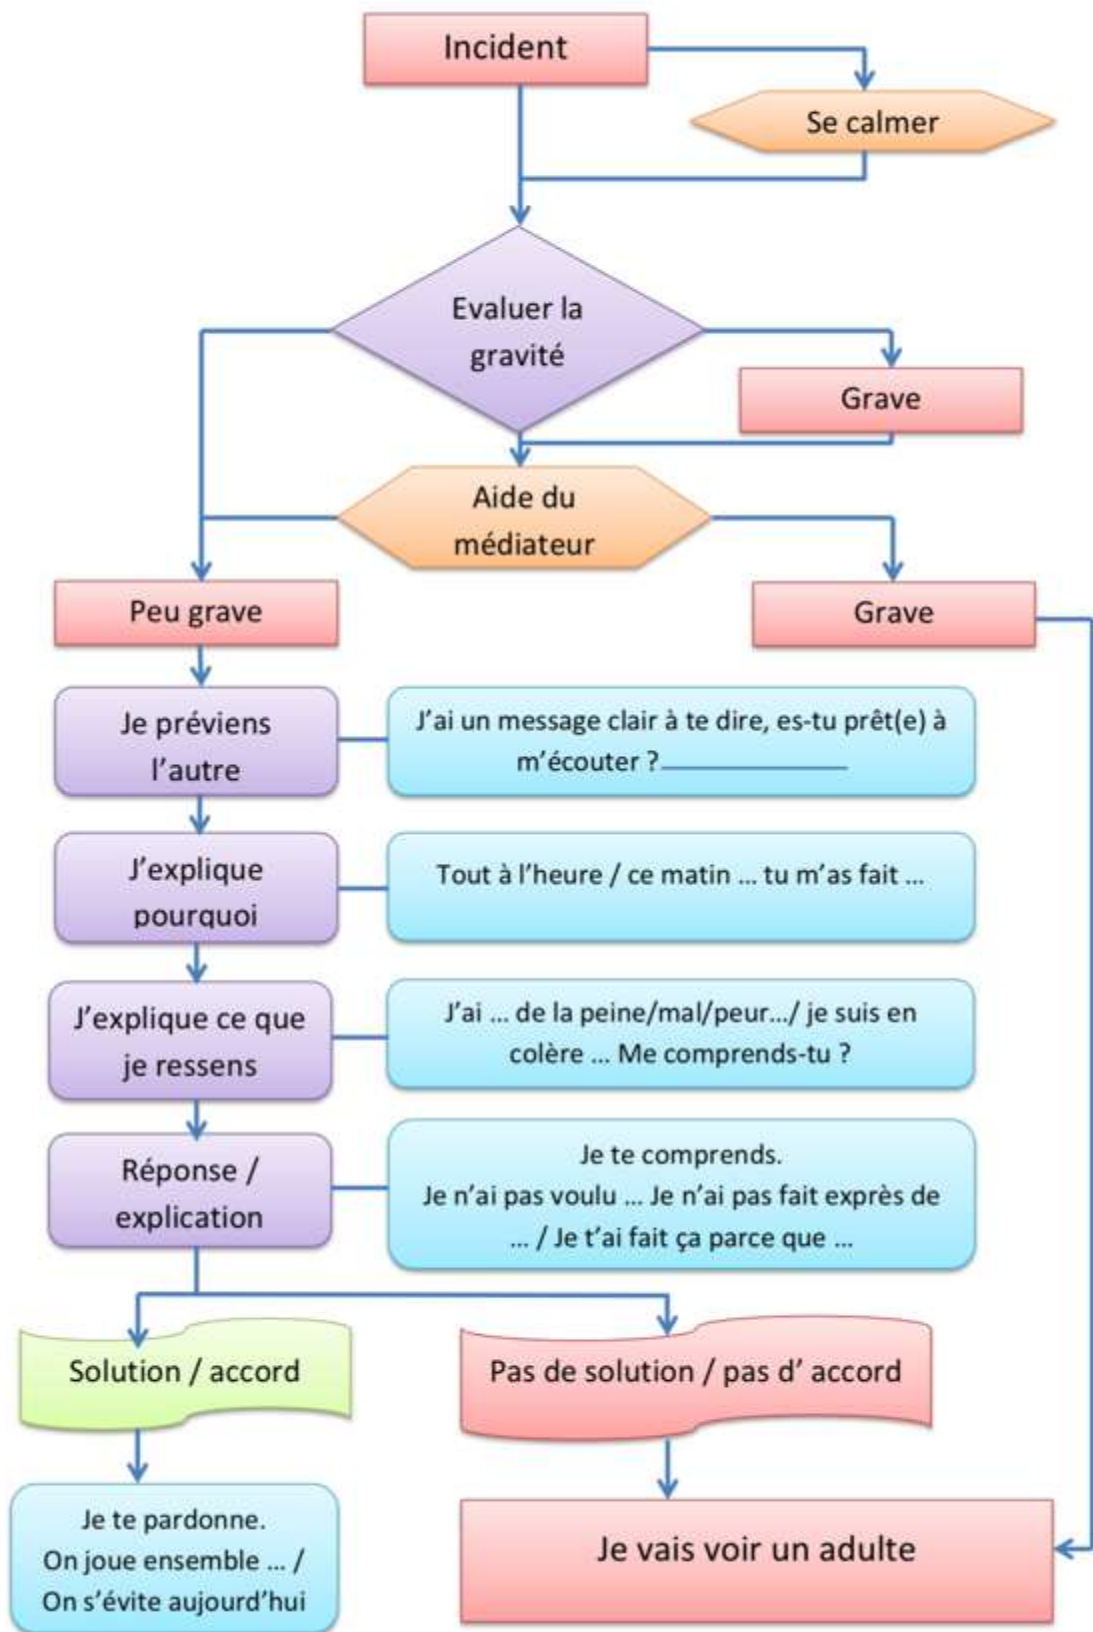 Incident
Se calmer
Evaluer la
gravité
Grave
Aide du
médiateur
Peu grave
Grave
Je préviens
l'autre
J'ai un message clair à te dire, es-tu prêt(e) à
m'écouter ?
J'explique
pourquoi
Tout à l'heure / ce matin ... tu m'as fait ...
J'explique ce que
je ressens
J'ai ... de la peine/mal/peur.../ je suis en
colère ... Me comprends-tu ?
Réponse /
explication
Je te comprends.
Je n'ai pas voulu ... Je n'ai pas fait exprès de
... / Je t'ai fait ça parce que ...
Solution / accord
Pas de solution / pas d' accord
Je te pardonne.
On joue ensemble ... /
On s'évite aujourd'hui
Je vais voir un adulte